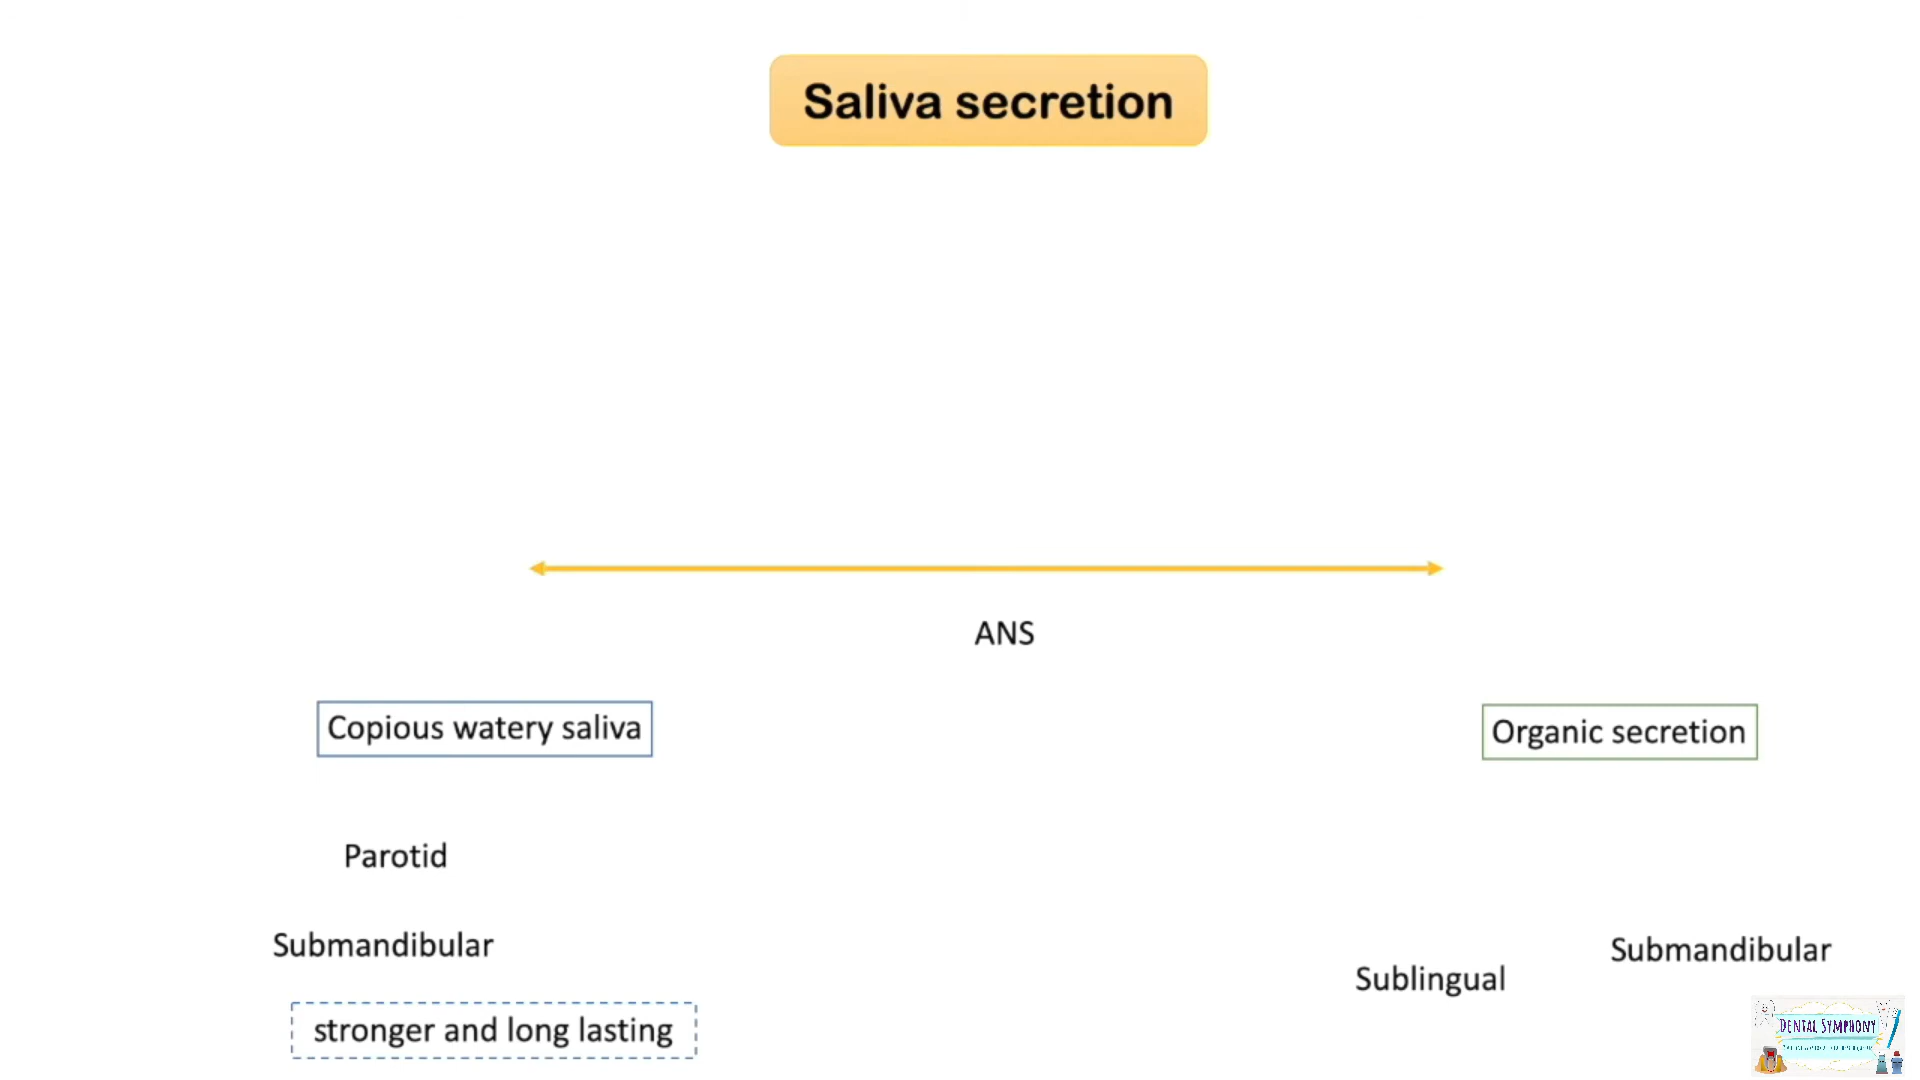 Saliva secretion
ANS
Copious watery saliva
Organic secretion
Parotid
Submandibular
Submandibular
Sublingual
stronger and long lasting
DENTAL SYMPHONY